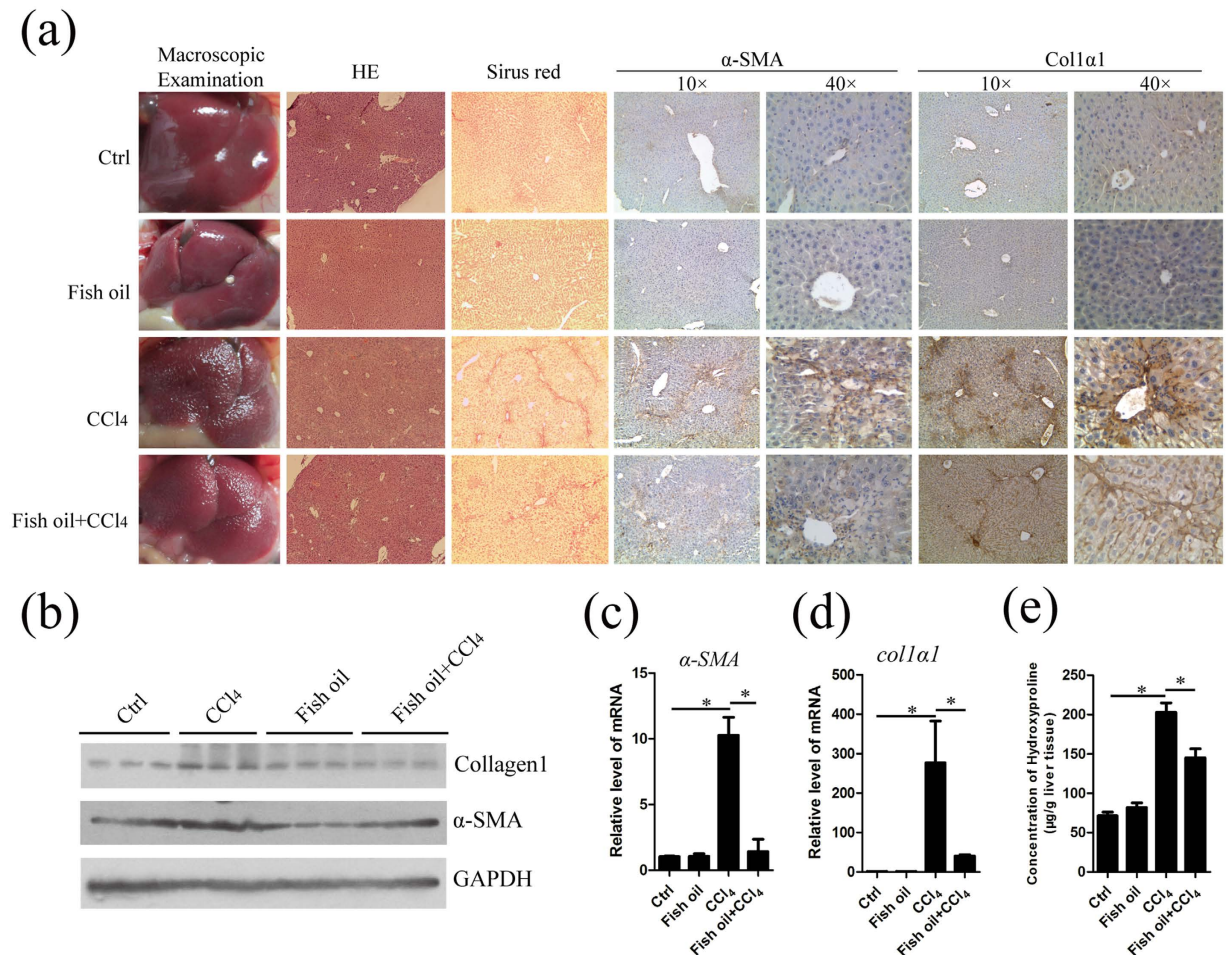 (a)
Macroscopic
Examination
HE
Sirus red
α-SMA
Col1α1
10×
40×
10×
40×
Ctrl
Fish oil
CCl4
Fish oil+CCl4
(b)
Ctrl
CCl4
Fish oil
Fish oil+CCl4
Collagen1
α-SMA
GAPDH
(c)
α-SMA
Relative level of mRNA
15
10
5
0
*
*
Ctrl
Fish oil
CCl4
Fish oil+CCl4
(d)
col1α1
Relative level of mRNA
500
400
300
200
100
0
*
*
Ctrl
Fish oil
CCl4
Fish oil+CCl4
(e)
Concentration of Hydroxyproline
(μg/g liver tissue)
250
200
150
100
50
0
*
*
Ctrl
Fish oil
CCl4
Fish oil+CCl4